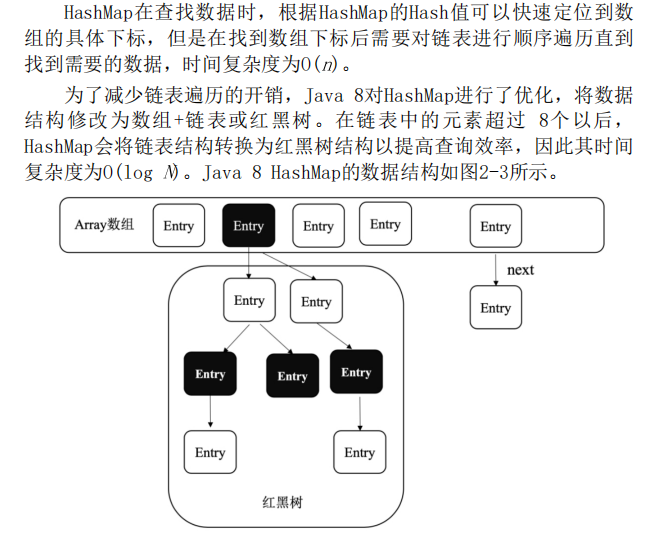 HashMap在查找数据时，根据HashMap的Hash值可以快速定位到数
组的具体下标，但是在找到数组下标后需要对链表进行顺序遍历直到
找到需要的数据，时间复杂度为O(n)。
为了减少链表遍历的开销，Java 8对HashMap进行了优化，将数据
结构修改为数组+链表或红黑树。在链表中的元素超过 8个以后，
HashMap会将链表结构转换为红黑树结构以提高查询效率，因此其时间
复杂度为O(log N)。Java 8 HashMap的数据结构如图2-3所示。
Array数组 Entry Entry Entry Entry Entry
next
Entry Entry Entry
Entry Entry Entry
Entry Entry
红黑树